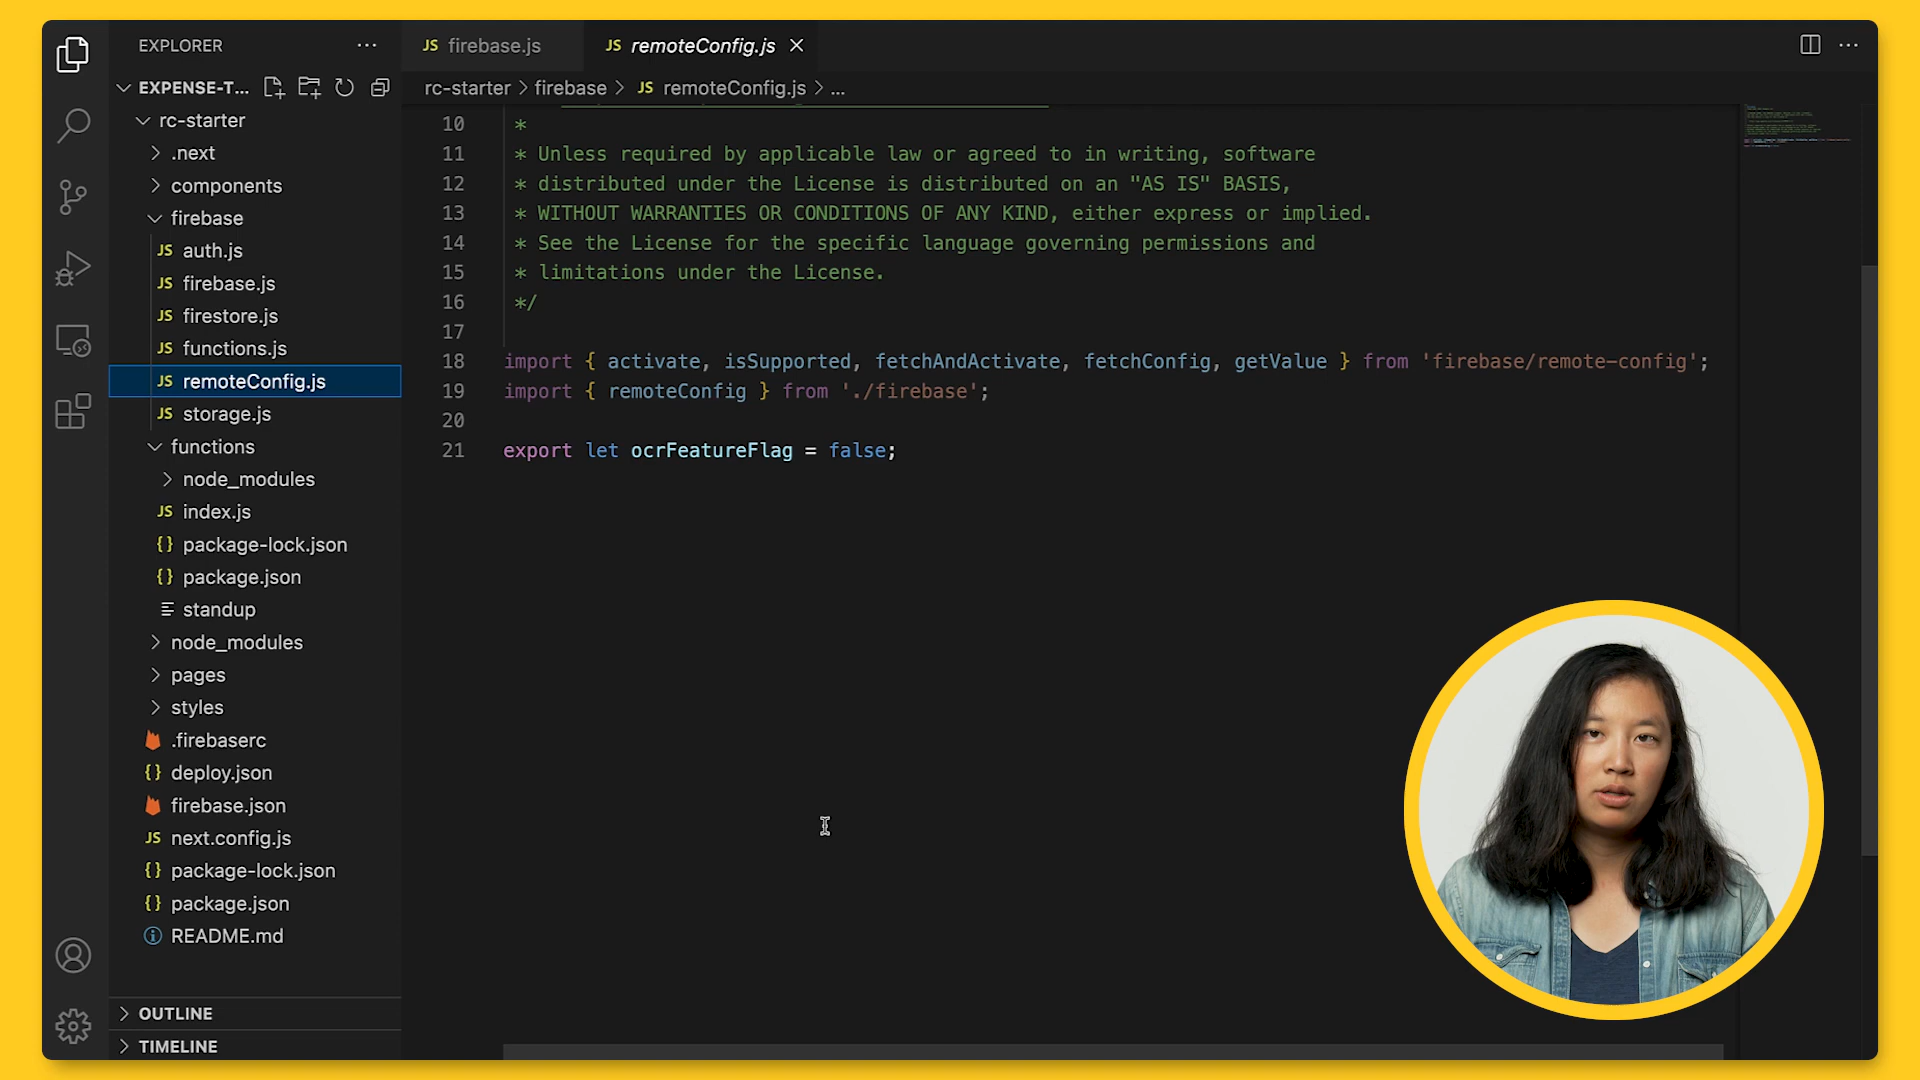 EXPLORER
EXPENSE-T...
rc-starter
.next
components
firebase
JS auth.js
JS firebase.js
JS firestore.js
JS functions.js
JS remoteConfig.js
JS storage.js
functions
node_modules
JS index.js
{} package-lock.json
{} package.json
standup
node_modules
pages
styles
.firebaserc
{} deploy.json
firebase.json
JS next.config.js
{} package-lock.json
{} package.json
README.md
OUTLINE
TIMELINE
JS firebase.js
JS remoteConfig.js
rc-starter > firebase > JS remoteConfig.js > ...
10 *
11 * Unless required by applicable law or agreed to in writing, software
12 * distributed under the License is distributed on an "AS IS" BASIS,
13 * WITHOUT WARRANTIES OR CONDITIONS OF ANY KIND, either express or implied.
14 * See the License for the specific language governing permissions and
15 * limitations under the License.
16 */
17
18 import { activate, isSupported, fetchAndActivate, fetchConfig, getValue } from 'firebase/remote-config';
19 import { remoteConfig } from './firebase';
20
21 export let ocrFeatureFlag = false;